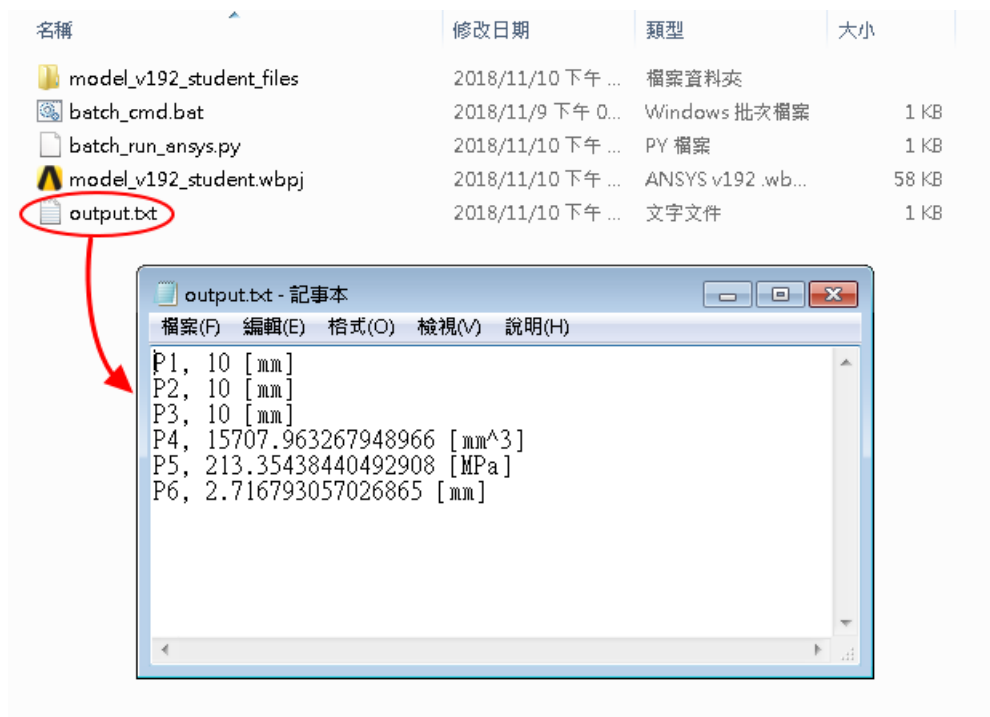 名稱 修改日期 類型 大小
model_v192_student_files 2018/11/10 下午 ... 檔案資料夾
batch_cmd.bat 2018/11/9 下午 0... Windows 批次檔案 1 KB
batch_run_ansys.py 2018/11/10 下午 ... PY 檔案 1 KB
model_v192_student.wbpj 2018/11/10 下午 ... ANSYS v192 .wb... 58 KB
output.txt 2018/11/10 下午 ... 文字文件 1 KB
output.txt - 記事本
檔案(F) 編輯(E) 格式(O) 檢視(V) 說明(H)
P1, 10 [mm]
P2, 10 [mm]
P3, 10 [mm]
P4, 15707.963267948966 [mm^3]
P5, 213.35438440492908 [MPa]
P6, 2.716793057026865 [mm]